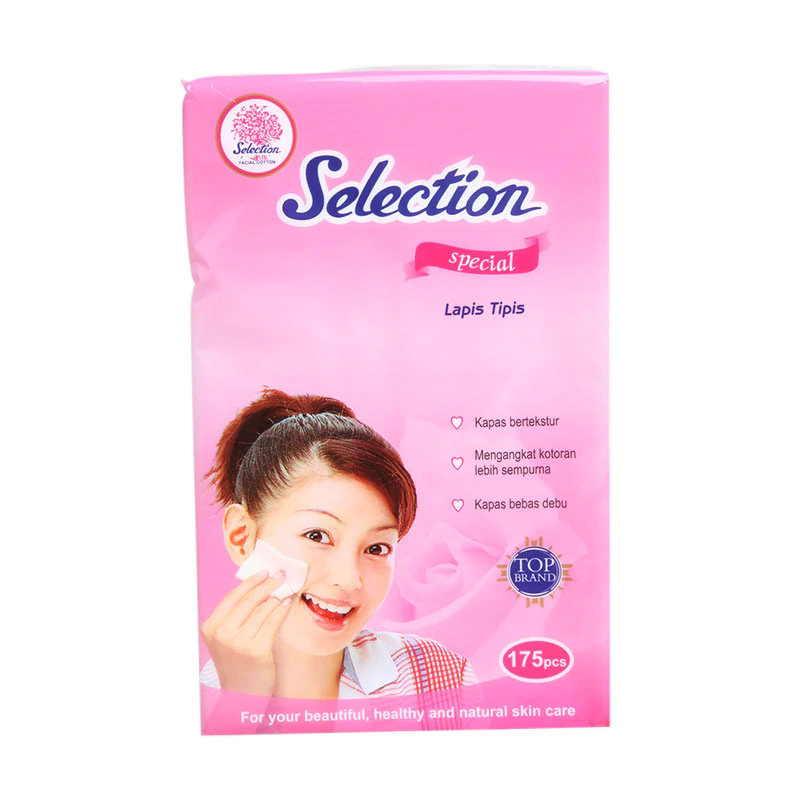 Selection
FACIAL COTTON
Selection
special
Lapis Tipis
Kapas bertekstur
Mengangkat kotoran
lebih sempurna
Kapas bebas debu
TOP
BRAND
175pcs
For your beautiful, healthy and natural skin care